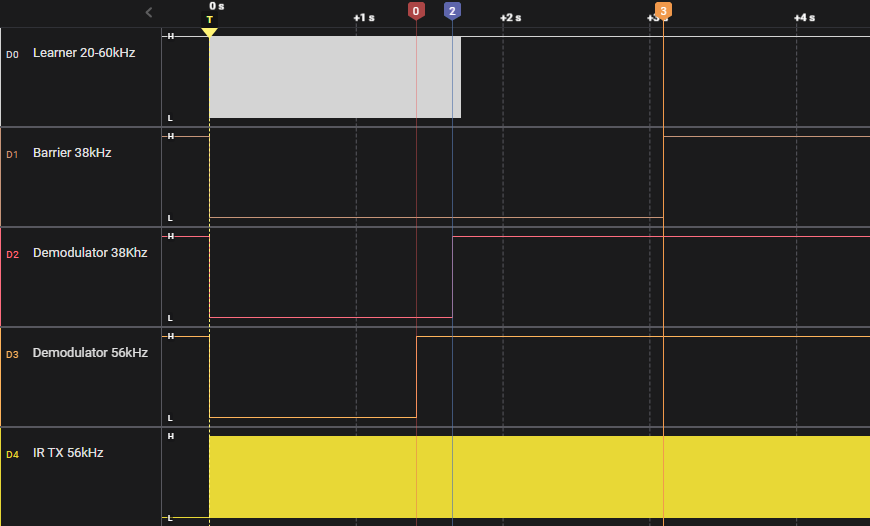 0 s
T
+1 s
0
2
+2 s
3
+3 s
+4 s
D0 Learner 20-60kHz
H
L
D1 Barrier 38kHz
H
L
D2 Demodulator 38Khz
H
L
D3 Demodulator 56kHz
H
L
D4 IR TX 56kHz
H
L